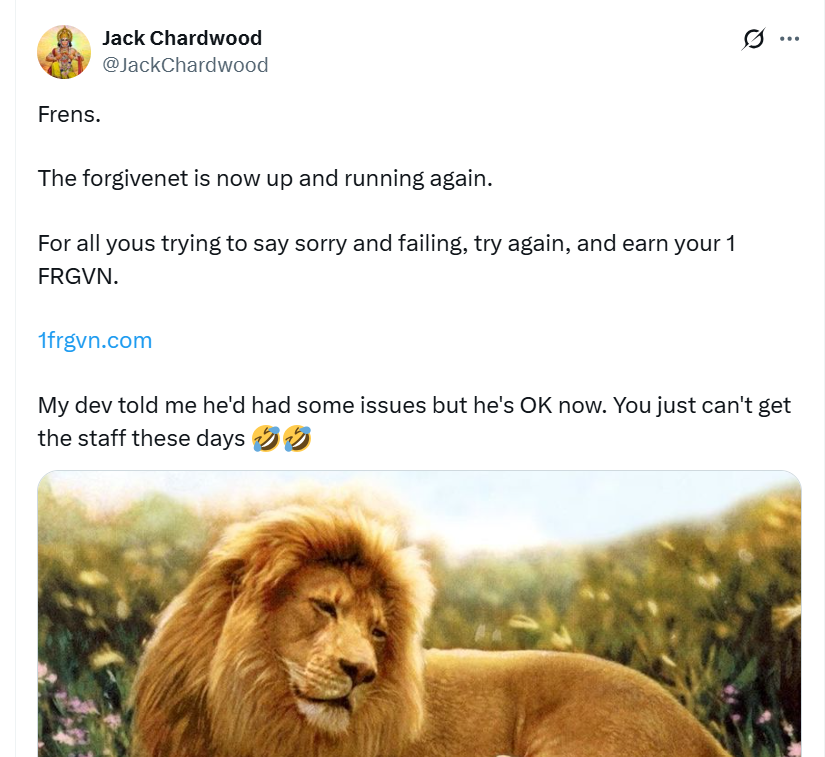 Jack Chardwood
@JackChardwood
Frens.
The forgivenet is now up and running again.
For all yous trying to say sorry and failing, try again, and earn your 1
FRGVN.
1frgvn.com
My dev told me he'd had some issues but he's OK now. You just can't get
the staff these days 🤣🤣